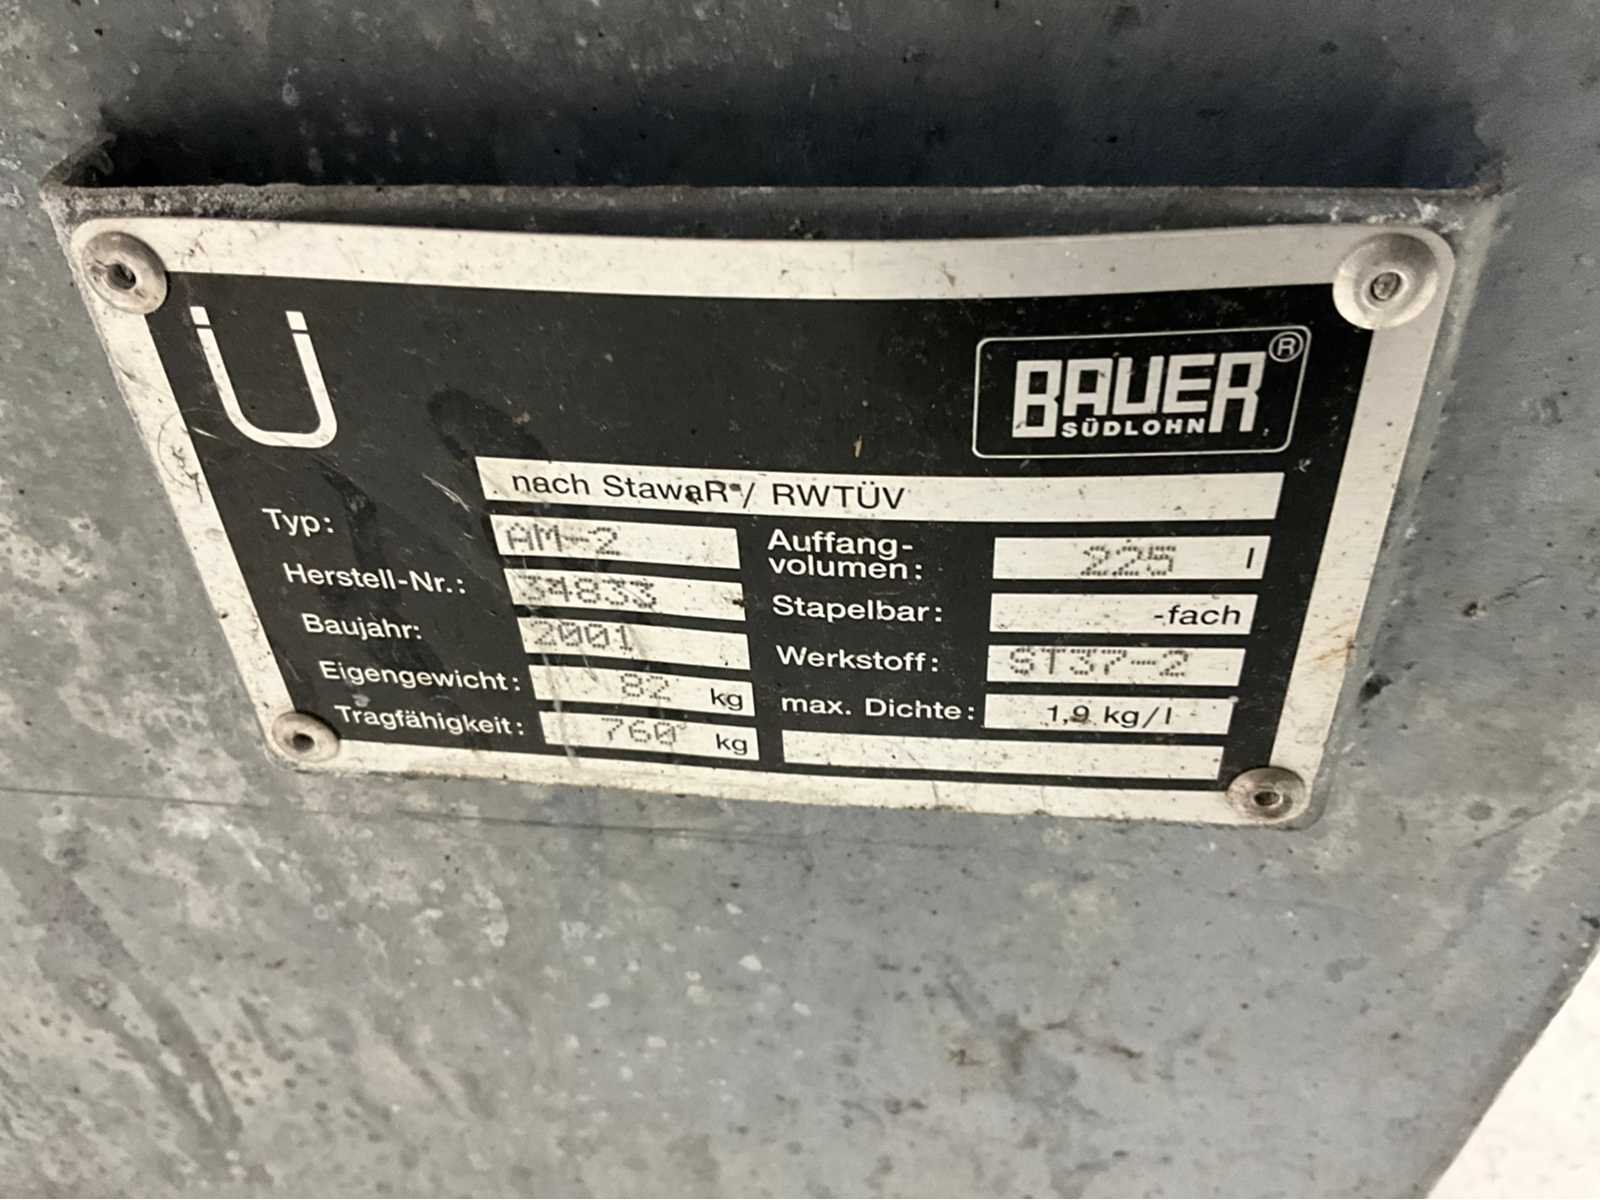 Ü
BAUER®
SÜDLOHN
nach StawaR / RWTÜV
Typ: AM-2
Herstell-Nr.: 34833
Baujahr: 2001
Eigengewicht: 82 kg
Tragfähigkeit: 760 kg
Auffang-
volumen: 225 l
Stapelbar: -fach
Werkstoff: ST37-2
max. Dichte: 1,9 kg/l